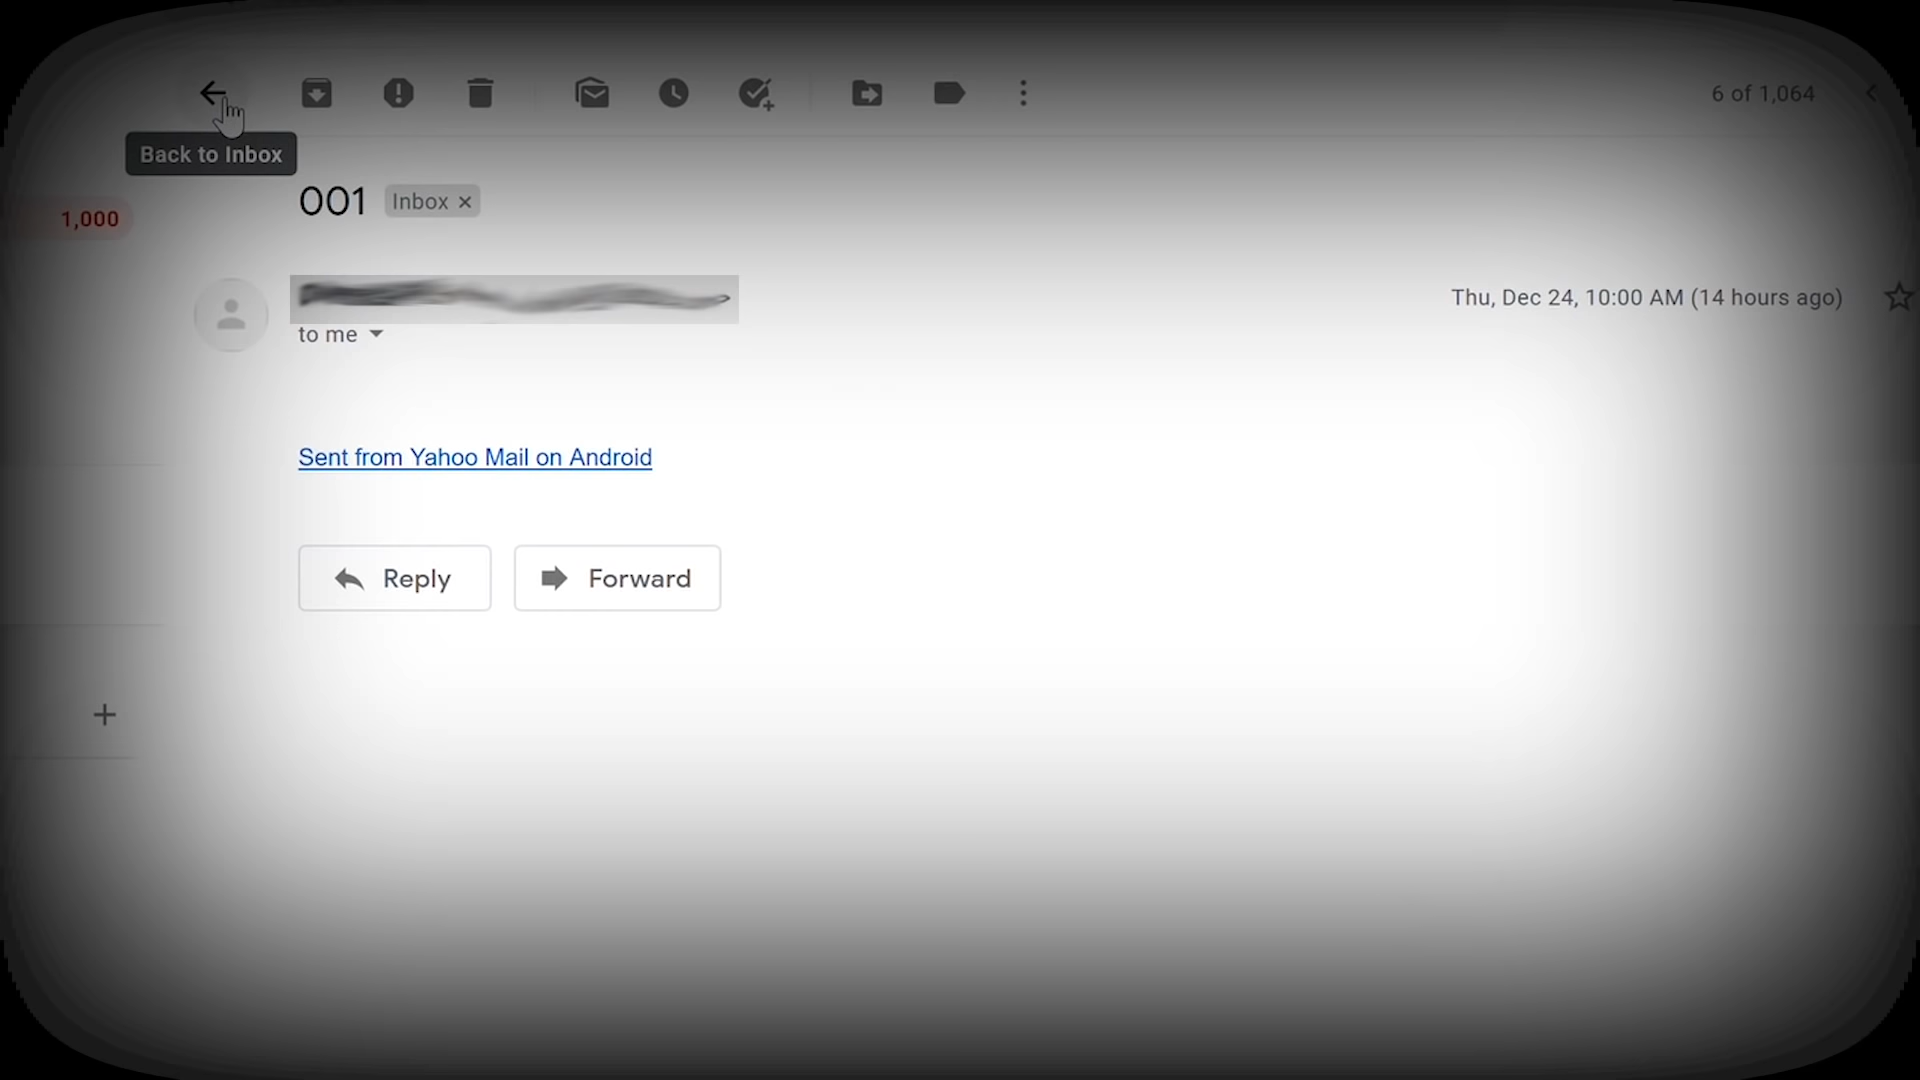 6 of 1,064
Back to Inbox
001 Inbox ×
1,000
Thu, Dec 24, 10:00 AM (14 hours ago)
to me
Sent from Yahoo Mail on Android
Reply Forward